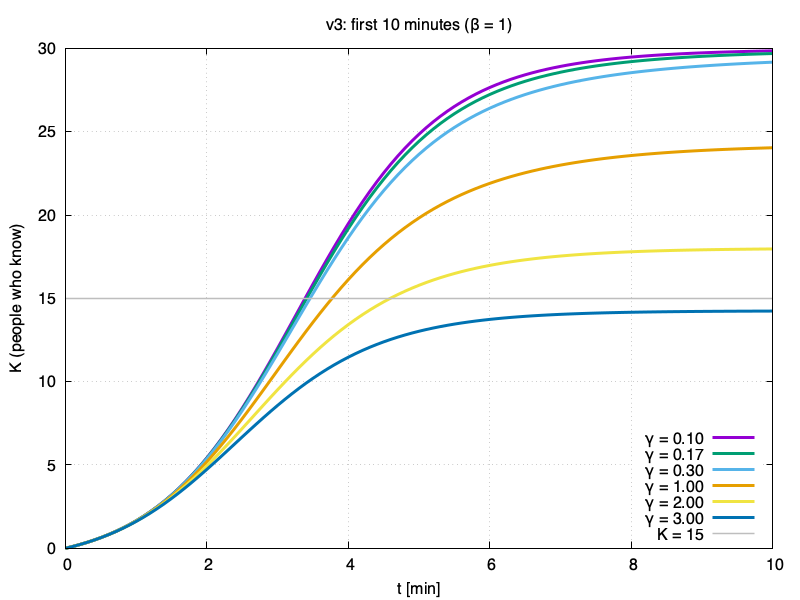 v3: first 10 minutes (β = 1)
K (people who know)
30
25
20
15
10
5
0
γ = 0.10
γ = 0.17
γ = 0.30
γ = 1.00
γ = 2.00
γ = 3.00
K = 15
0 2 4 6 8 10
t [min]